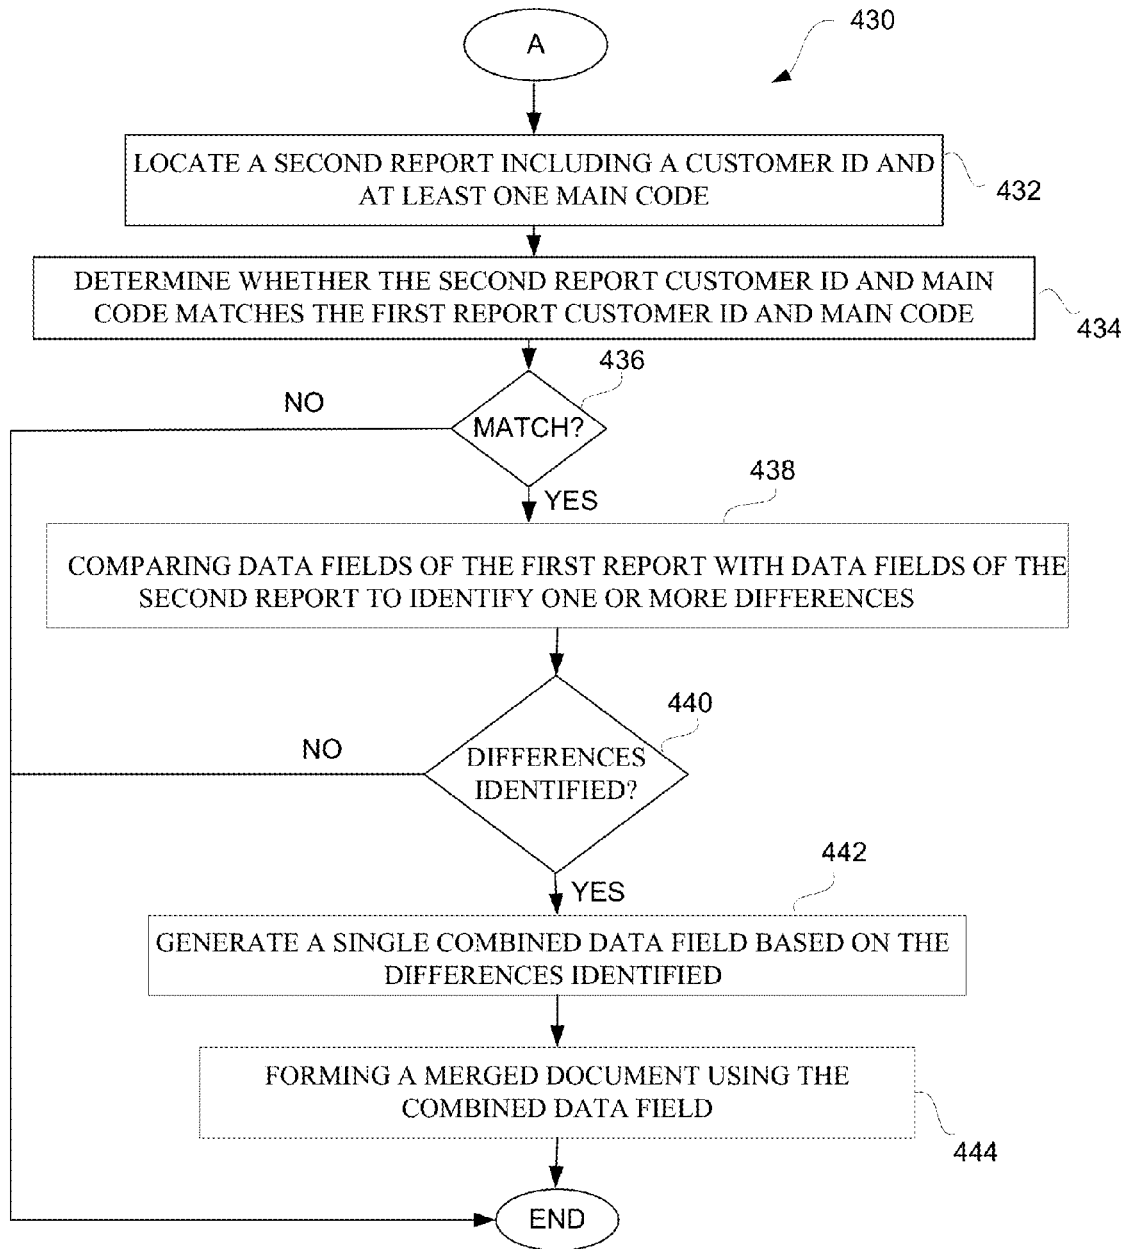 A
430
LOCATE A SECOND REPORT INCLUDING A CUSTOMER ID AND
AT LEAST ONE MAIN CODE
432
DETERMINE WHETHER THE SECOND REPORT CUSTOMER ID AND MAIN
CODE MATCHES THE FIRST REPORT CUSTOMER ID AND MAIN CODE
434
436
NO
MATCH?
438
YES
COMPARING DATA FIELDS OF THE FIRST REPORT WITH DATA FIELDS OF THE
SECOND REPORT TO IDENTIFY ONE OR MORE DIFFERENCES
440
NO
DIFFERENCES
IDENTIFIED?
442
YES
GENERATE A SINGLE COMBINED DATA FIELD BASED ON THE
DIFFERENCES IDENTIFIED
FORMING A MERGED DOCUMENT USING THE
COMBINED DATA FIELD
444
END